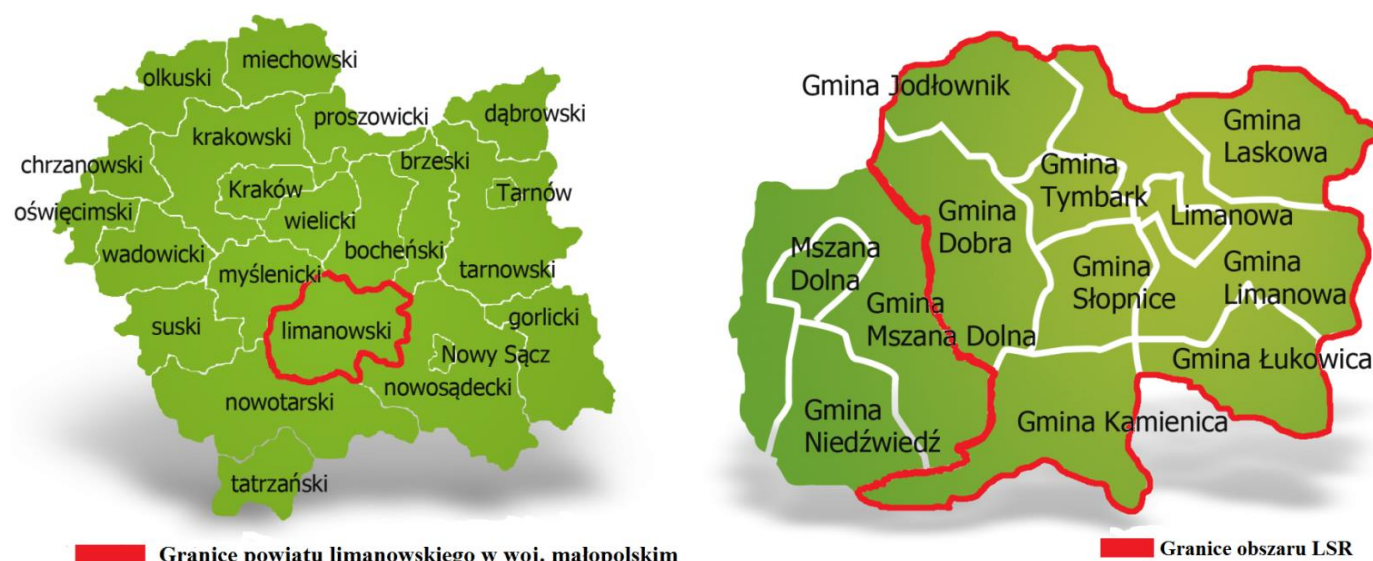 miechowski
olkuski
proszowicki
dąbrowski
krakowski
brzeski
chrzanowski
Kraków
Tarnów
oświęcimski
wielicki
wadowicki
bocheński
myślenicki
tarnowski
suski
limanowski
gorlicki
Nowy Sącz
nowosądecki
nowotarski
tatrzański
Granice powiatu limanowskiego w woj. małopolskim
Gmina Jodłownik
Gmina
Laskowa
Gmina
Tymbark
Limanowa
Gmina
Dobra
Mszana
Dolna
Gmina
Słopnice
Gmina
Limanowa
Gmina
Mszana Dolna
Gmina Łukowica
Gmina
Niedźwiedź
Gmina Kamienica
Granice obszaru LSR